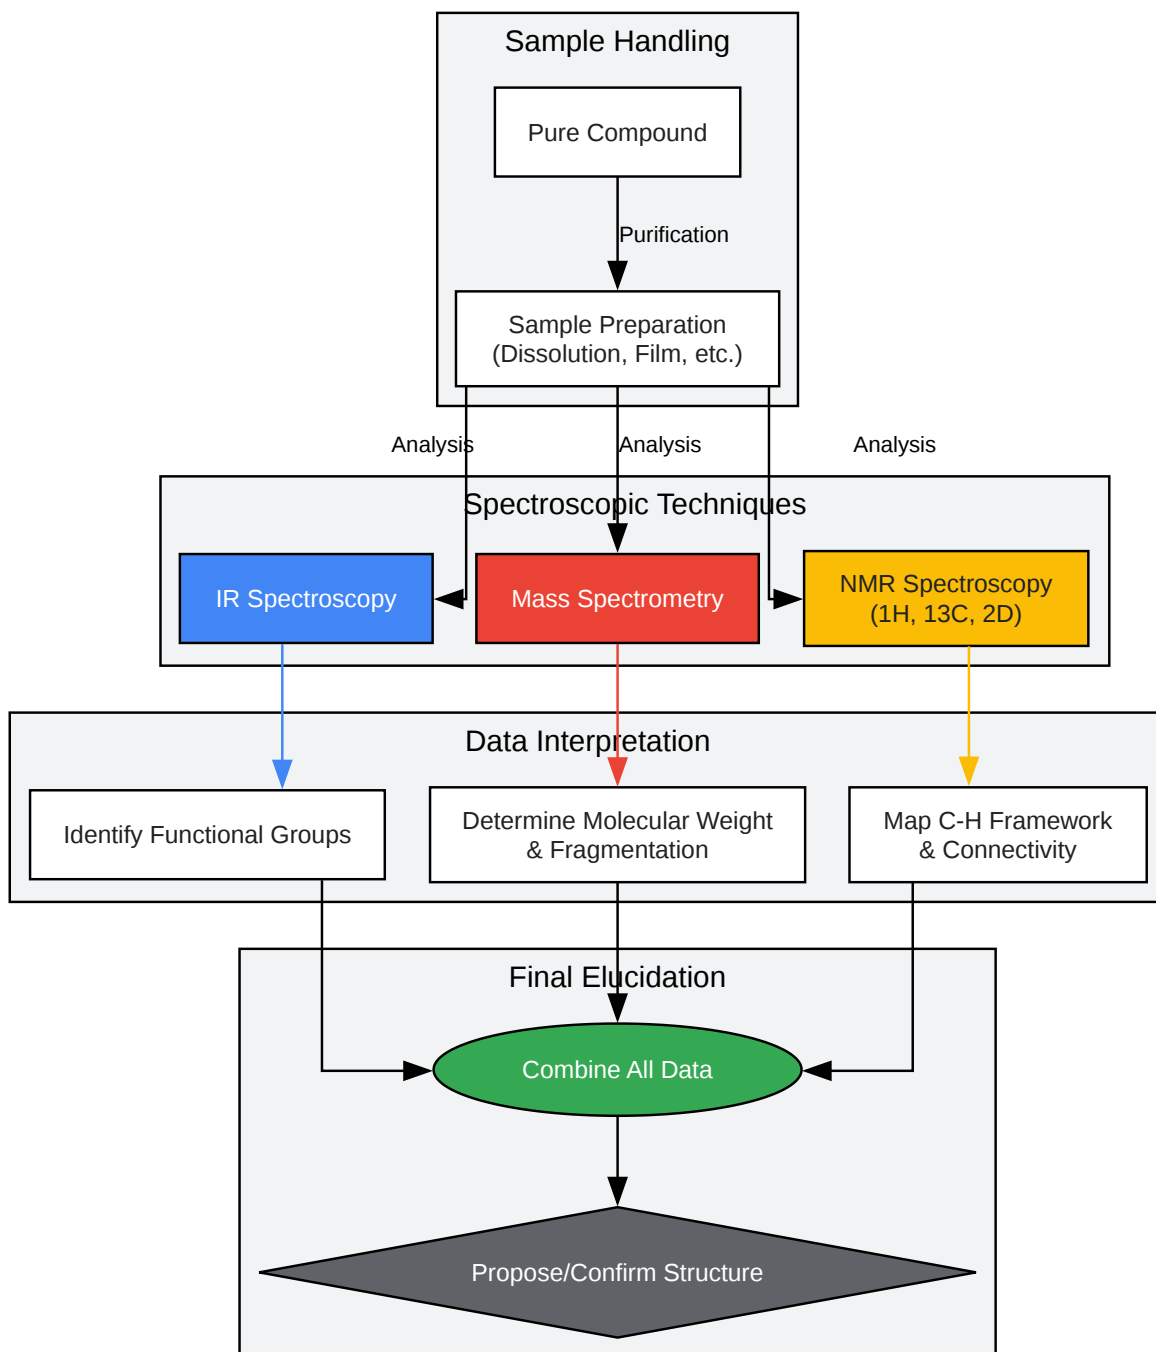 Sample Handling
Pure Compound
Purification
Sample Preparation
(Dissolution, Film, etc.)
Analysis
Analysis
Analysis
Spectroscopic Techniques
IR Spectroscopy
Mass Spectrometry
NMR Spectroscopy
(1H, 13C, 2D)
Data Interpretation
Identify Functional Groups
Determine Molecular Weight
& Fragmentation
Map C-H Framework
& Connectivity
Final Elucidation
Combine All Data
Propose/Confirm Structure